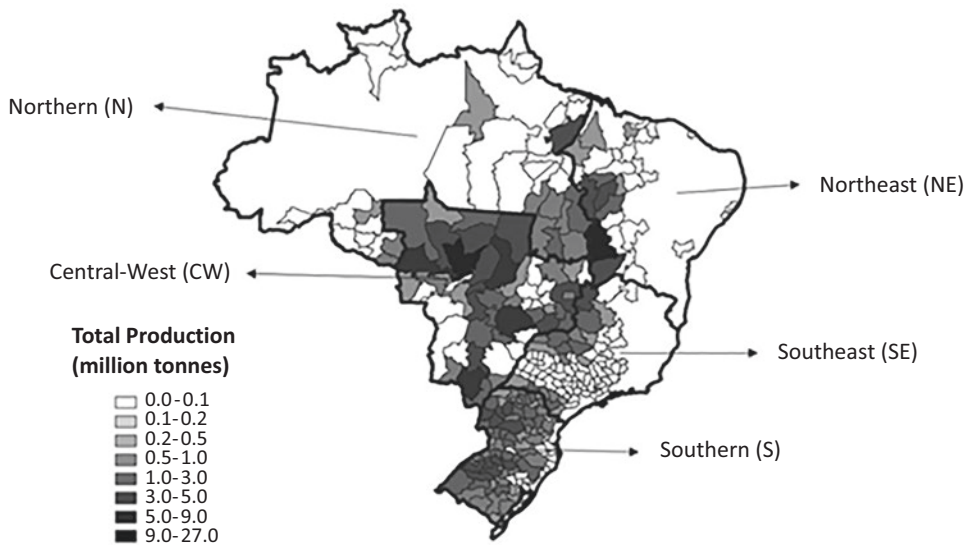 Northern (N)
Northeast (NE)
Central-West (CW)
Total Production
(million tonnes)
Southeast (SE)
0.0-0.1
0.1-0.2
0.2-0.5
0.5-1.0
1.0-3.0
3.0-5.0
5.0-9.0
9.0-27.0
Southern (S)